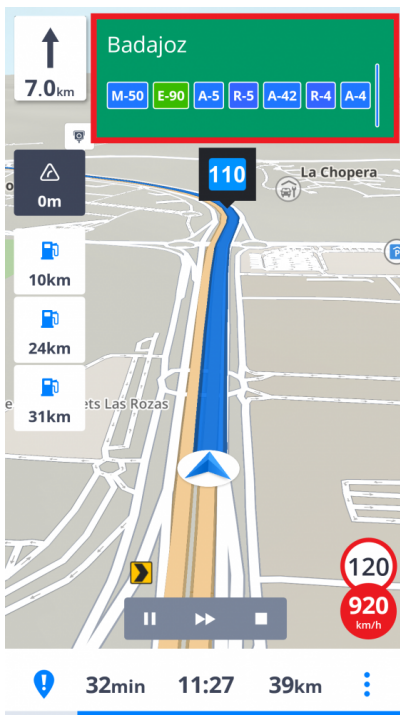 Badajoz
7.0km
M-50 E-90 A-5 R-5 A-42 R-4 A-4
110
La Chopera
0m
10km
24km
31km
ets Las Rozas
120
920
km/h
32min 11:27 39km